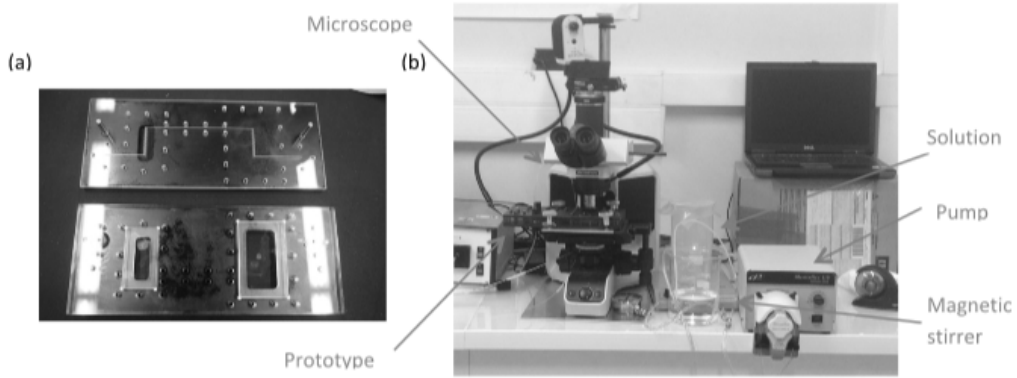 Microscope
(a)
(b)
Solution
Pump
Magnetic
stirrer
Prototype